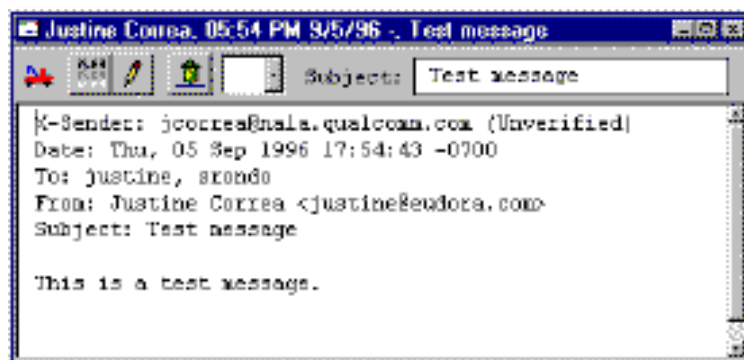 Justine Correa, 05:54 PM 9/5/96 -, Test message
Subject: Test message
X-Sender: jcorrea@nala.qualcomm.com (Unverified)
Date: Thu, 05 Sep 1996 17:54:43 -0700
To: justine, srondo
From: Justine Correa <justine@eudora.com>
Subject: Test message
This is a test message.